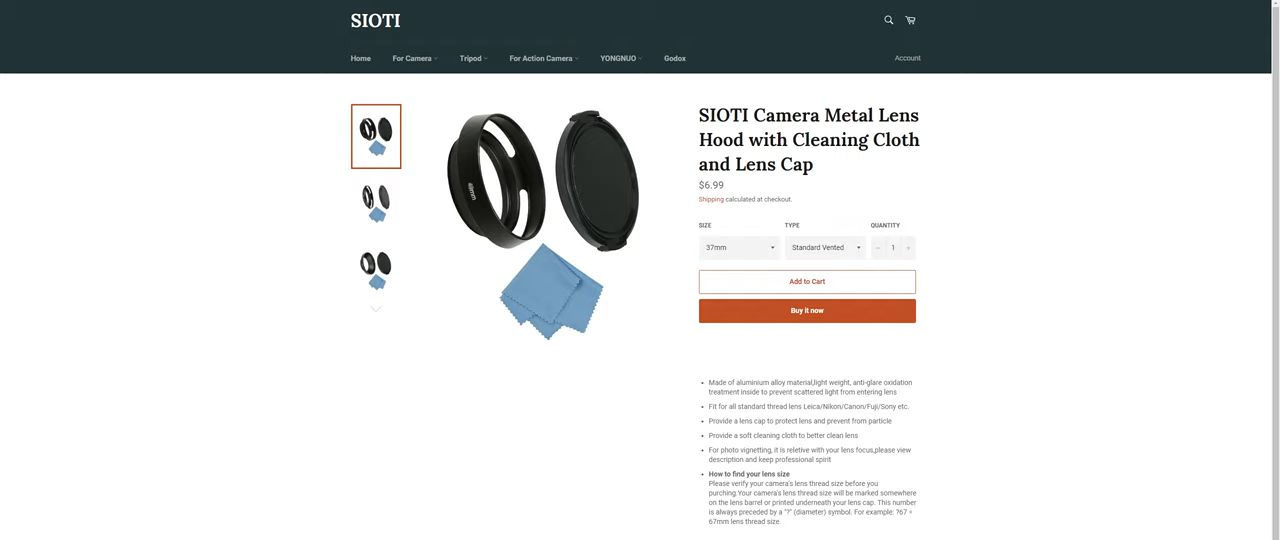 SIOTI
Home
For Camera
Tripod
For Action Camera
YONGNUO
Godox
Account
SIOTI Camera Metal Lens
Hood with Cleaning Cloth
and Lens Cap
$6.99
Shipping calculated at checkout.
SIZE
TYPE
QUANTITY
37mm
Standard Vented
− 1 +
Add to Cart
Buy it now
Made of aluminium alloy material,light weight, anti-glare oxidation
treatment inside to prevent scattered light from entering lens
Fit for all standard thread lens Leica/Nikon/Canon/Fuji/Sony etc.
Provide a lens cap to protect lens and prevent from particle
Provide a soft cleaning cloth to better clean lens
For photo vignetting, it is reletive with your lens focus,please view
description and keep professional spirit
How to find your lens size
Please verify your camera's lens thread size before you
purching.Your camera's lens thread size will be marked somewhere
on the lens barrel or printed underneath your lens cap. This number
is always preceded by a "?" (diameter) symbol. For example: ?67 =
67mm lens thread size.